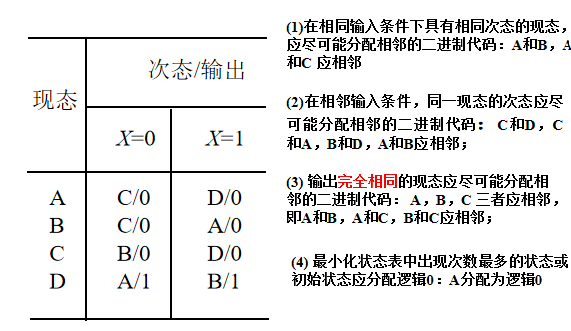 现态
次态/输出
X=0 X=1
A C/0 D/0
B C/0 A/0
C B/0 D/0
D A/1 B/1
(1)在相同输入条件下具有相同次态的现态，
应尽可能分配相邻的二进制代码：A和B，A
和C 应相邻
(2)在相邻输入条件，同一现态的次态应尽
可能分配相邻的二进制代码： C和D，C
和A，B和D，A和B应相邻；
(3) 输出完全相同的现态应尽可能分配相
邻的二进制代码： A，B，C 三者应相邻，
即A和B，A和C，B和C应相邻；
(4) 最小化状态表中出现次数最多的状态或
初始状态应分配逻辑0：A分配为逻辑0